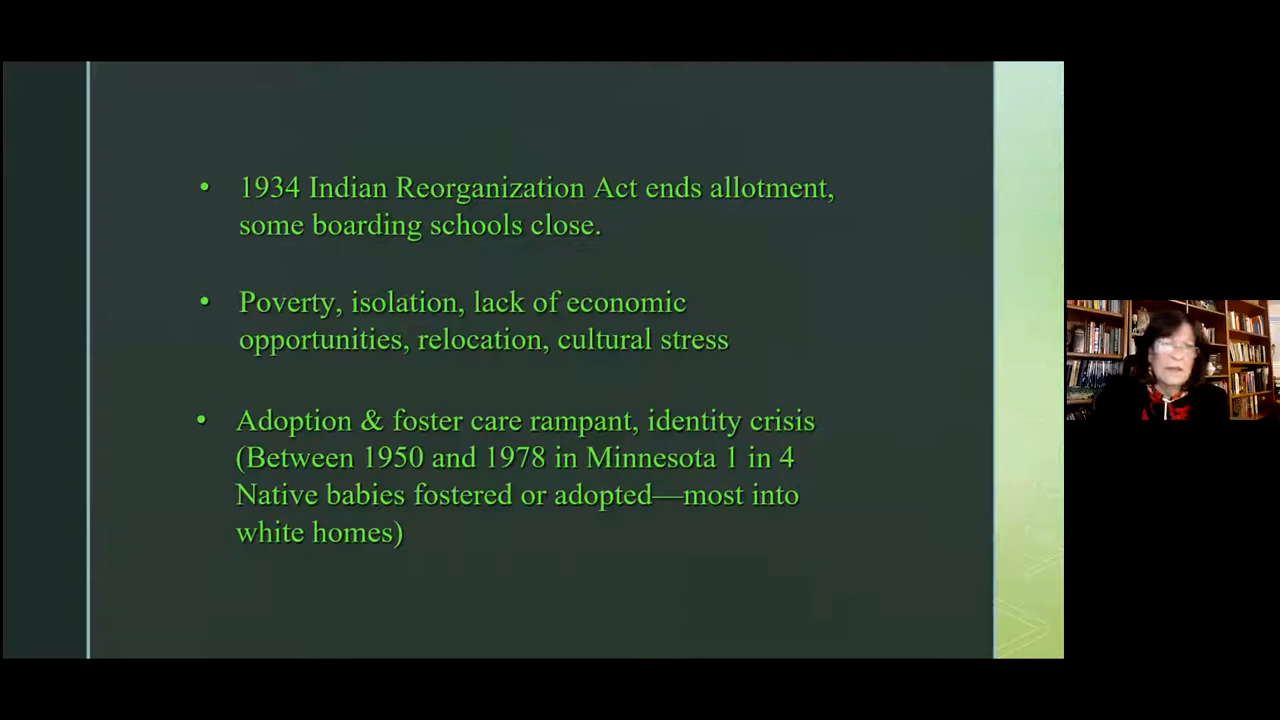 • 1934 Indian Reorganization Act ends allotment,
some boarding schools close.
• Poverty, isolation, lack of economic
opportunities, relocation, cultural stress
• Adoption & foster care rampant, identity crisis
(Between 1950 and 1978 in Minnesota 1 in 4
Native babies fostered or adopted—most into
white homes)